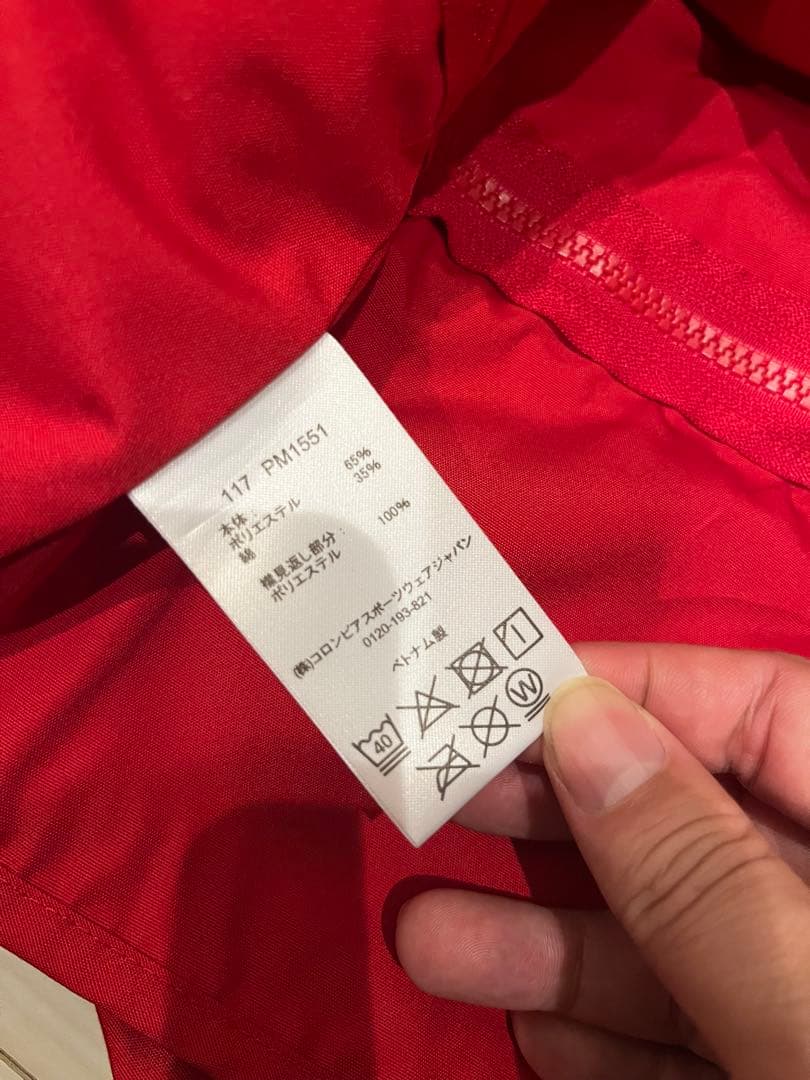 117 PM1551
本体:
ポリエステル 65%
綿 35%
横見返し部分:
ポリエステル 100%
(株)コロンビアスポーツウェアジャパン
0120-193-821
ベトナム製
40
W